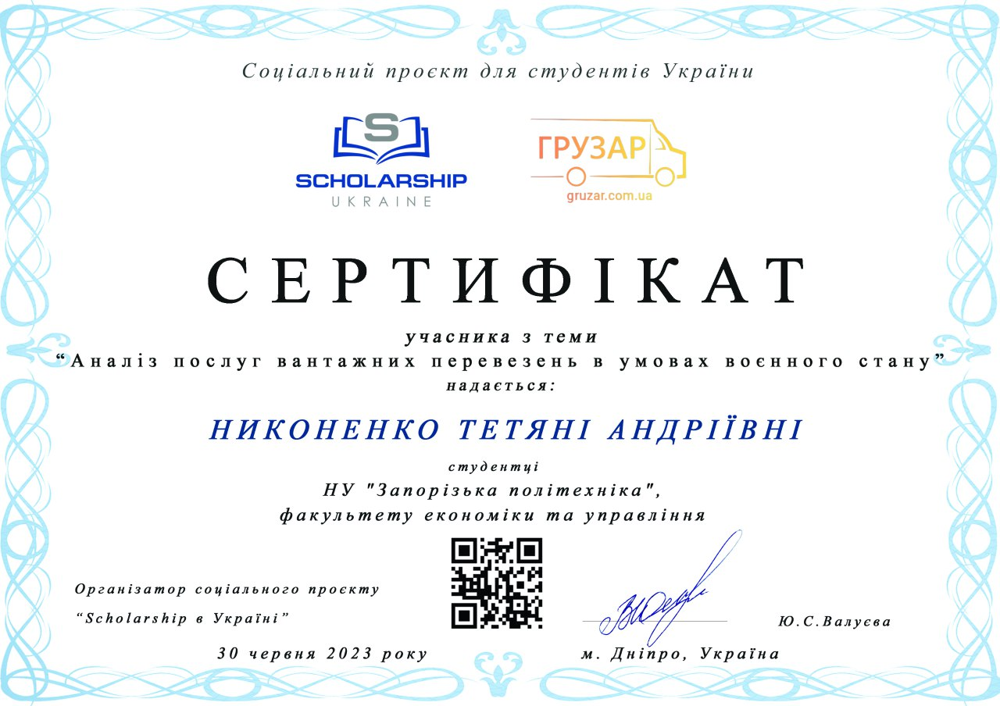 Соціальний проєкт для студентів України
S
SCHOLARSHIP
UKRAINE
ГРУЗАР
gruzar.com.ua
СЕРТИФІКАТ
учасника з теми
“Аналіз послуг вантажних перевезень в умовах воєнного стану”
надається:
НИКОНЕНКО ТЕТЯНІ АНДРІЇВНІ
студентці
НУ "Запорізька політехніка",
факультету економіки та управління
Організатор соціального проєкту
“Scholarship в Україні”
Ю.С.Валуєва
30 червня 2023 року
м. Дніпро, Україна